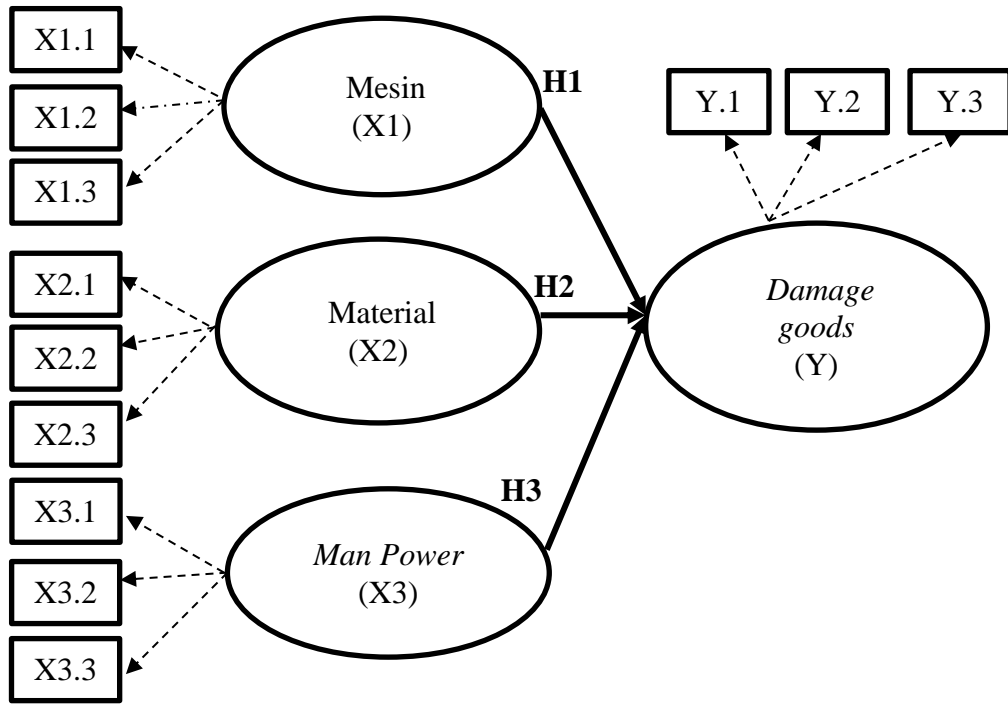 X1.1
X1.2
X1.3
Mesin
(X1)
H1
Y.1
Y.2
Y.3
X2.1
X2.2
X2.3
Material
(X2)
H2
Damage
goods
(Y)
X3.1
X3.2
X3.3
Man Power
(X3)
H3